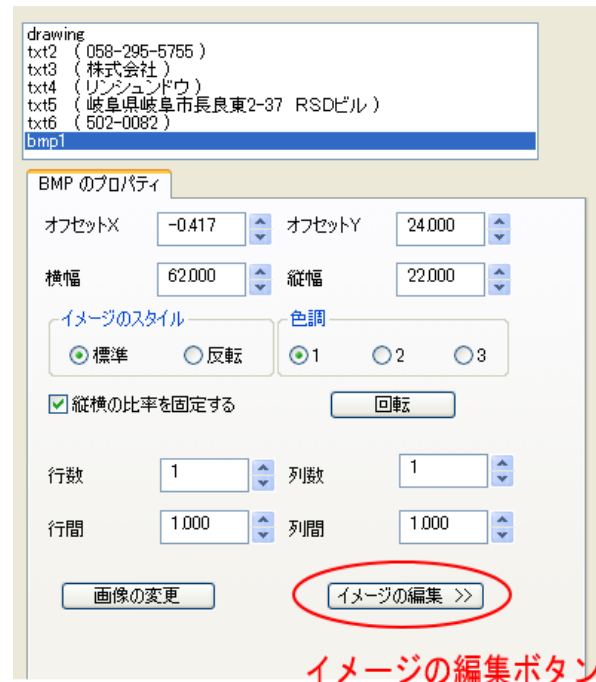 drawing
txt2 ( 058-295-5755 )
txt3 ( 株式会社 )
txt4 ( リンシュンドウ )
txt5 ( 岐阜県岐阜市長良東2-37 RSDビル )
txt6 ( 502-0082 )
bmp1
BMP のプロパティ
オフセットX -0.417 オフセットY 24.000
横幅 62.000 縦幅 22.000
イメージのスタイル 色調
標準 反転 1 2 3
縦横の比率を固定する 回転
行数 1 列数 1
行間 1.000 列間 1.000
画像の変更 イメージの編集 >>
イメージの編集ボタン